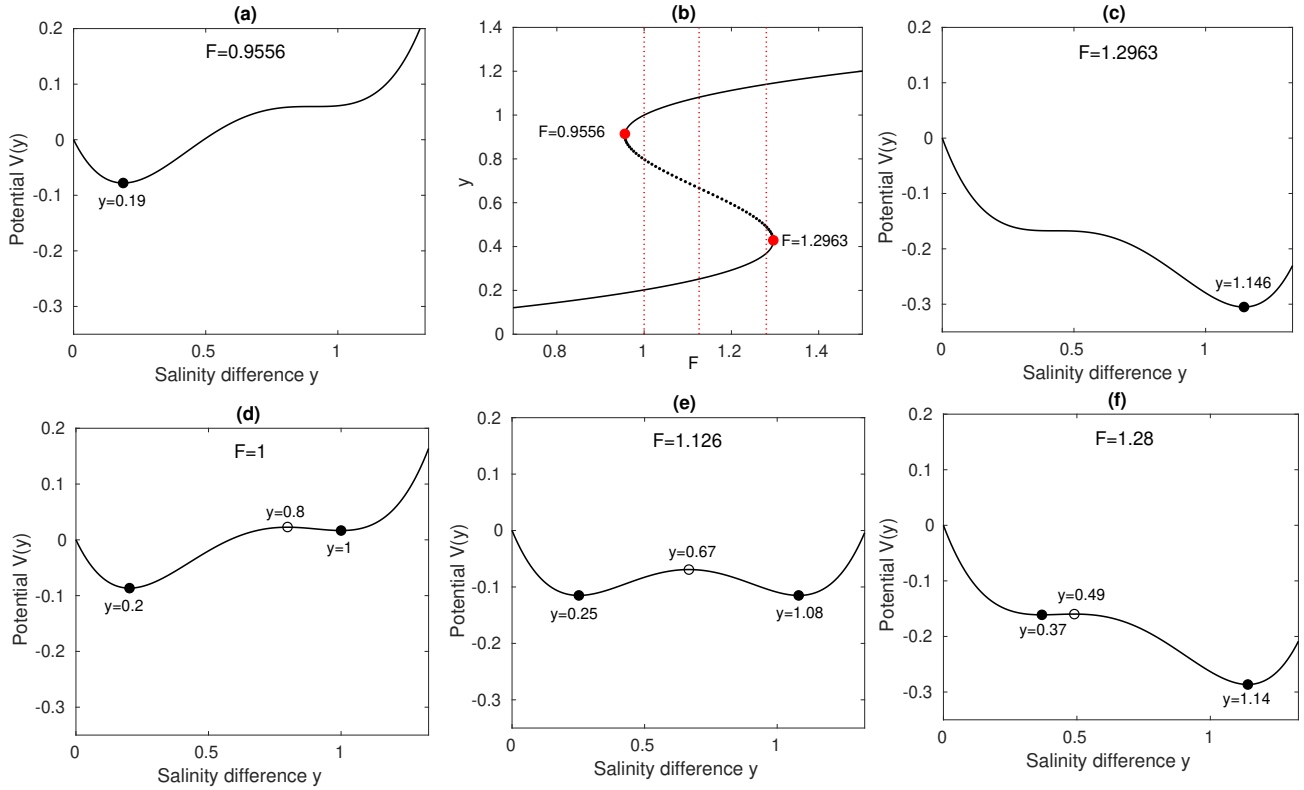 (a)
F=0.9556
Potential V(y)
0.2
0.1
0
-0.1
-0.2
-0.3
y=0.19
0
0.5
1
Salinity difference y
(b)
y
1.4
1.2
1
0.8
0.6
0.4
0.2
0
F=0.9556
F=1.2963
0.8
1
1.2
1.4
F
(c)
F=1.2963
Potential V(y)
0.2
0.1
0
-0.1
-0.2
-0.3
y=1.146
0
0.5
1
Salinity difference y
(d)
F=1
Potential V(y)
0.2
0.1
0
-0.1
-0.2
-0.3
y=0.8
y=1
y=0.2
0
0.5
1
Salinity difference y
(e)
F=1.126
Potential V(y)
0.2
0.1
0
-0.1
-0.2
-0.3
y=0.67
y=0.25
y=1.08
0
0.5
1
Salinity difference y
(f)
F=1.28
Potential V(y)
0.2
0.1
0
-0.1
-0.2
-0.3
y=0.49
y=0.37
y=1.14
0
0.5
1
Salinity difference y